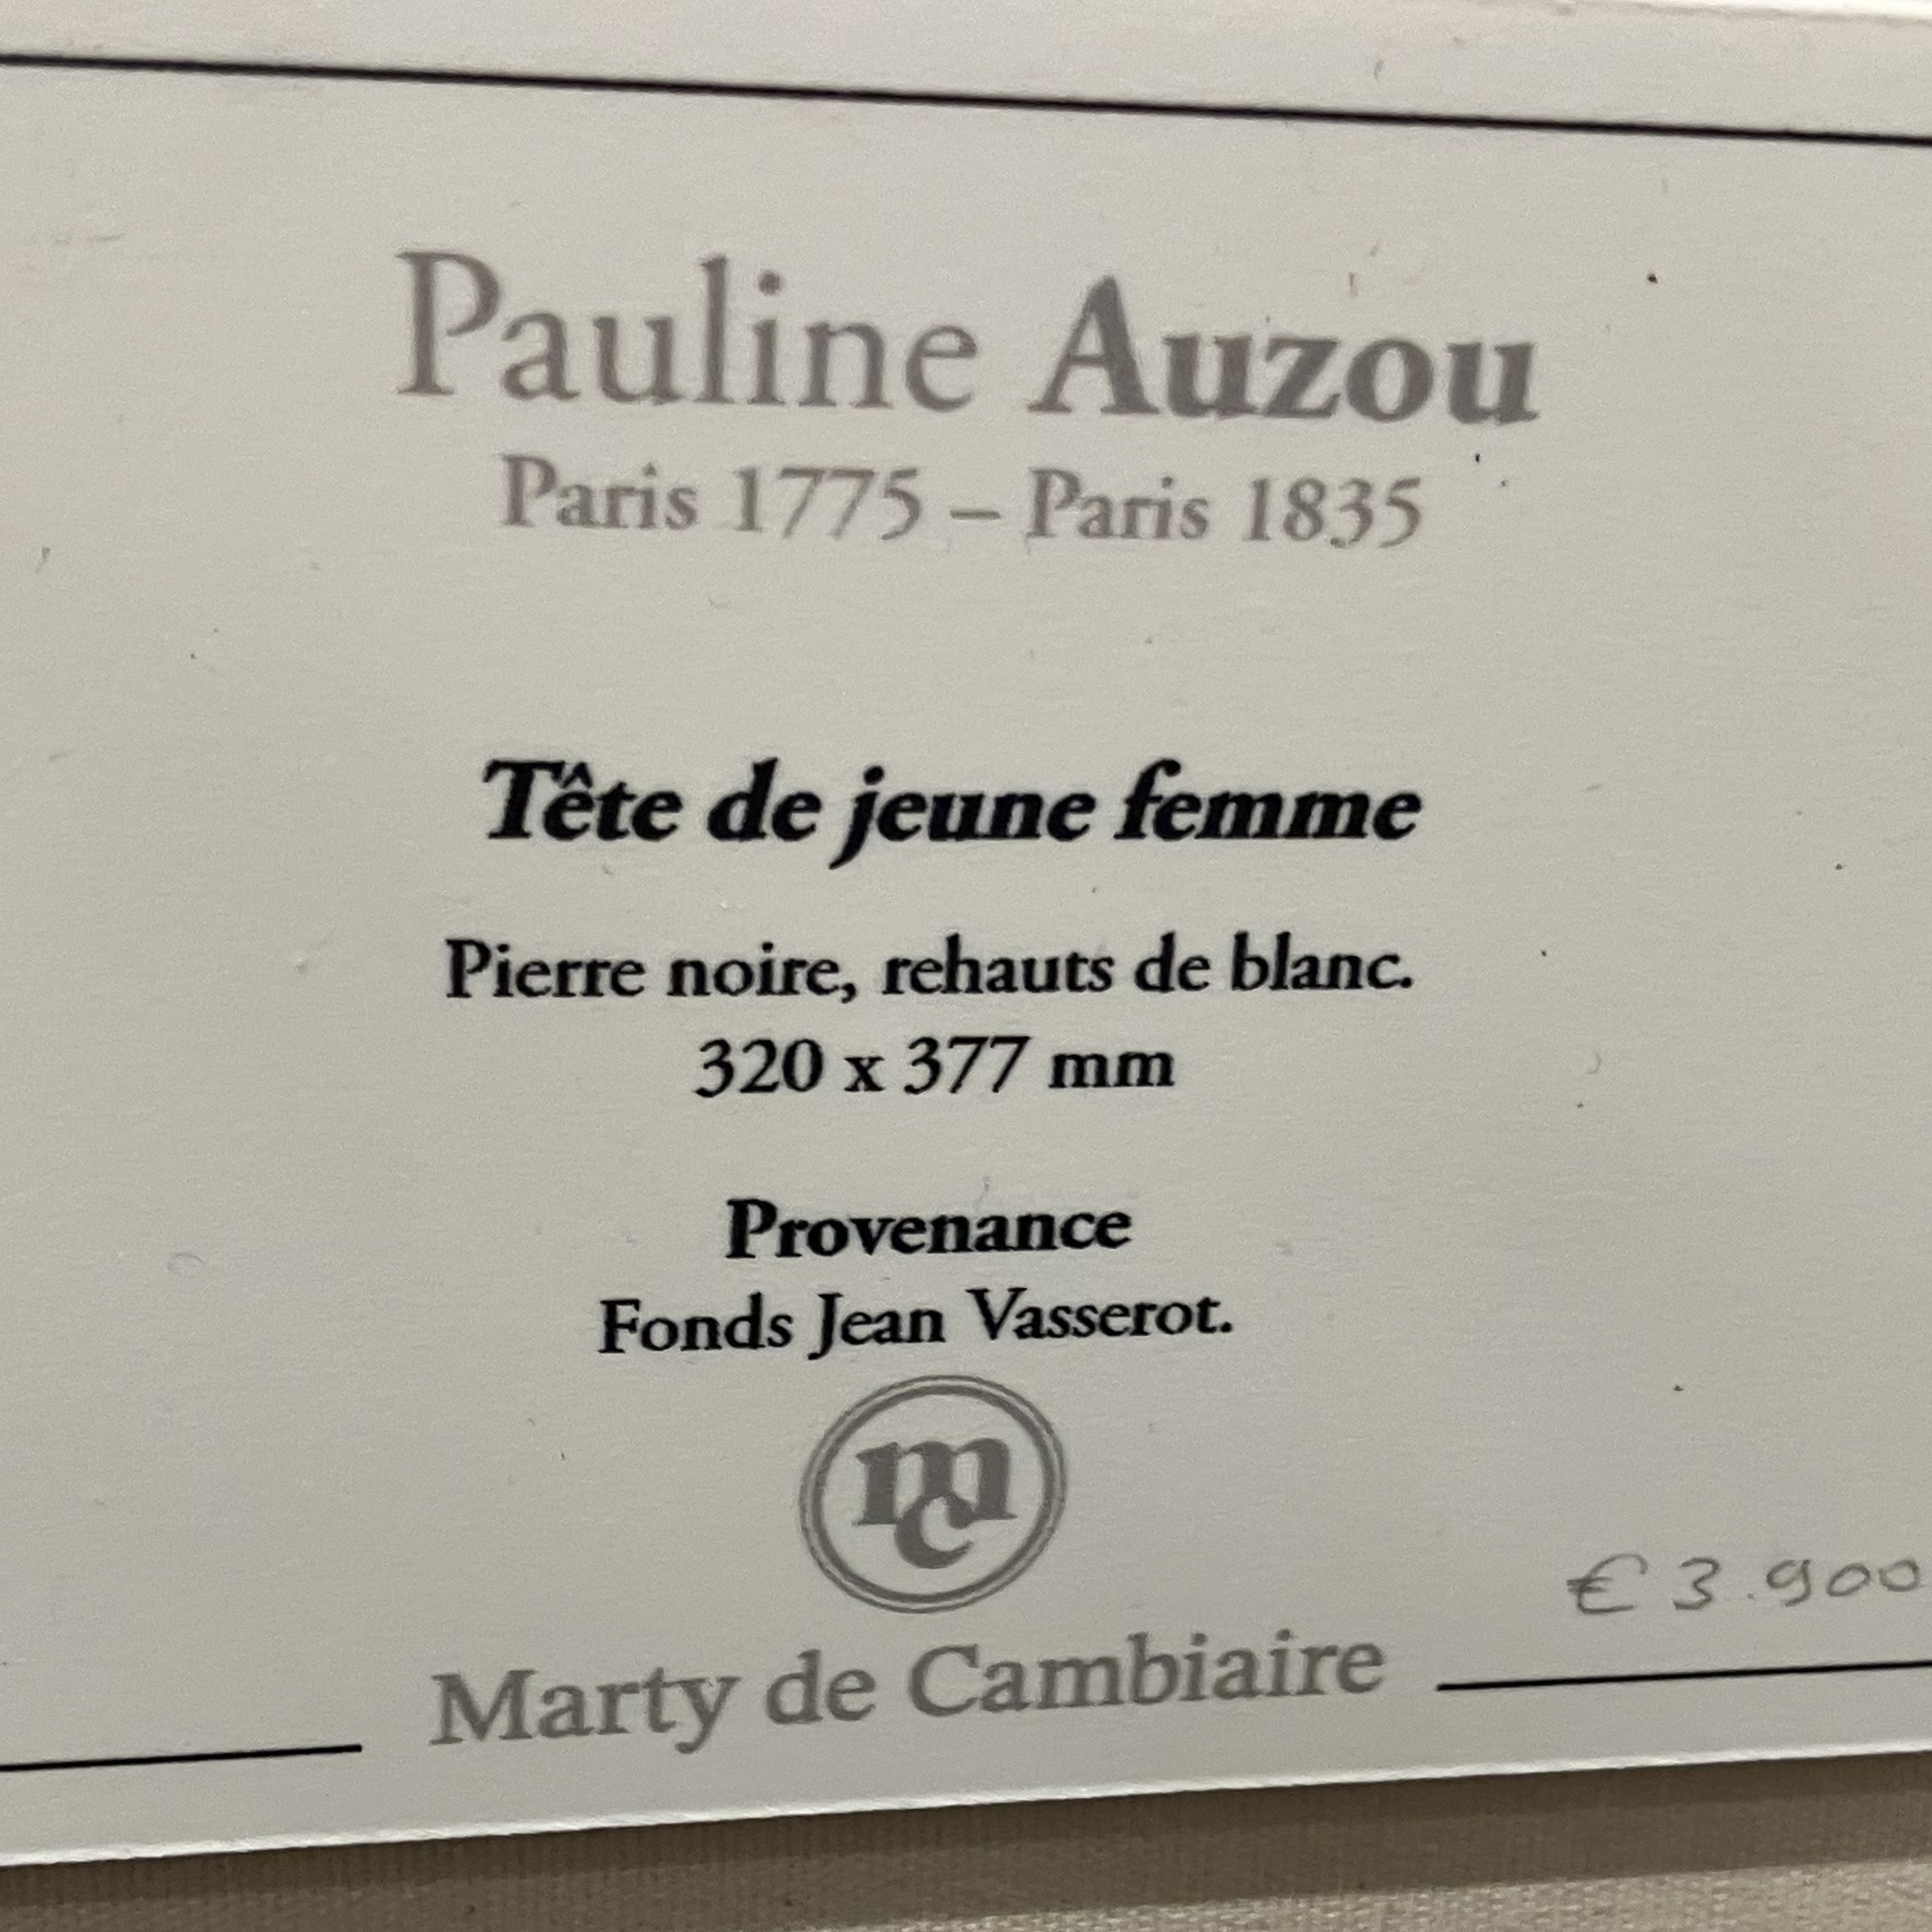 Pauline Auzou
Paris 1775 – Paris 1835
Tête de jeune femme
Pierre noire, rehauts de blanc.
320 x 377 mm
Provenance
Fonds Jean Vasserot.
mc
€ 3.900
Marty de Cambiaire